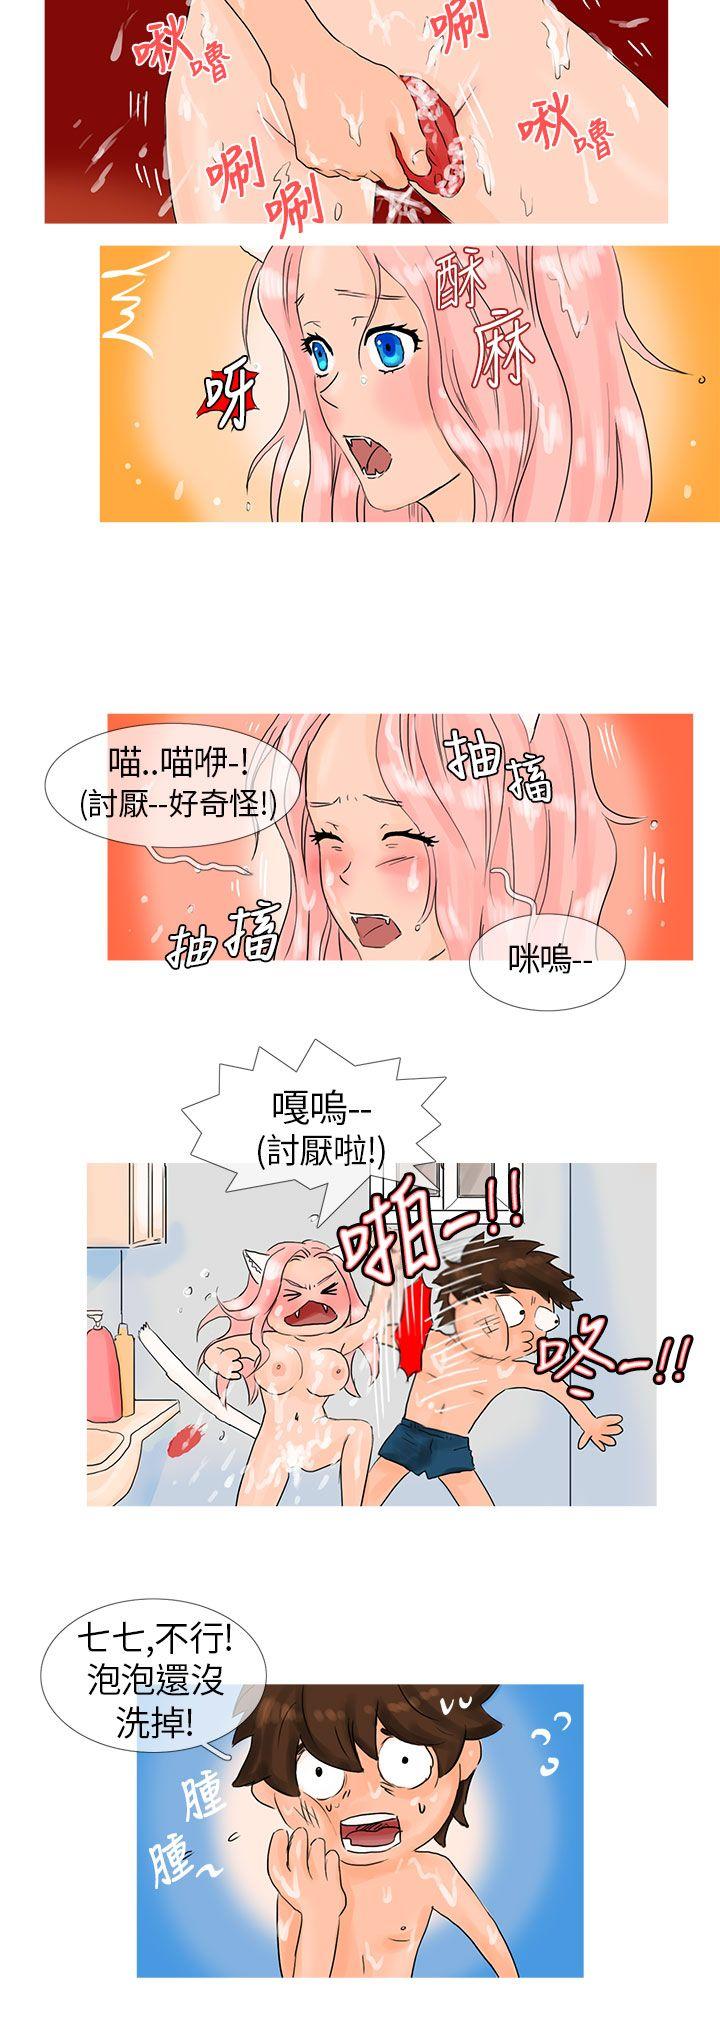 啾
嚕
唰
唰
唰
啾
嚕
酥
麻
呀
喵..喵咿-!
(討厭--好奇怪!)
抽
搐
抽
搐
咪嗚--
嘎嗚--
(討厭啦!)
啪-!!
咚-!!
七七,不行!
泡泡還沒
洗掉!
腫
腫~